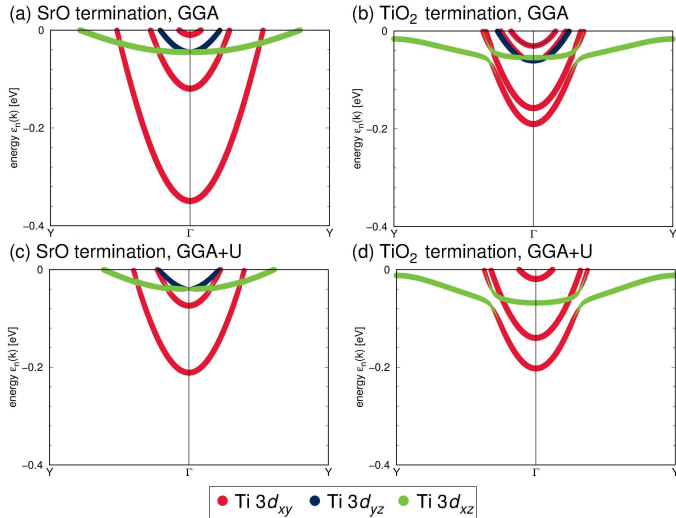 (a) SrO termination, GGA
(b) TiO₂ termination, GGA
energy εₙ(k) [eV]
0
−0.2
−0.4
Y Γ Y
energy εₙ(k) [eV]
0
−0.2
−0.4
Y Γ Y
(c) SrO termination, GGA+U
(d) TiO₂ termination, GGA+U
energy εₙ(k) [eV]
0
−0.2
−0.4
Y Γ Y
energy εₙ(k) [eV]
0
−0.2
−0.4
Y Γ Y
Ti 3dxy Ti 3dyz Ti 3dxz